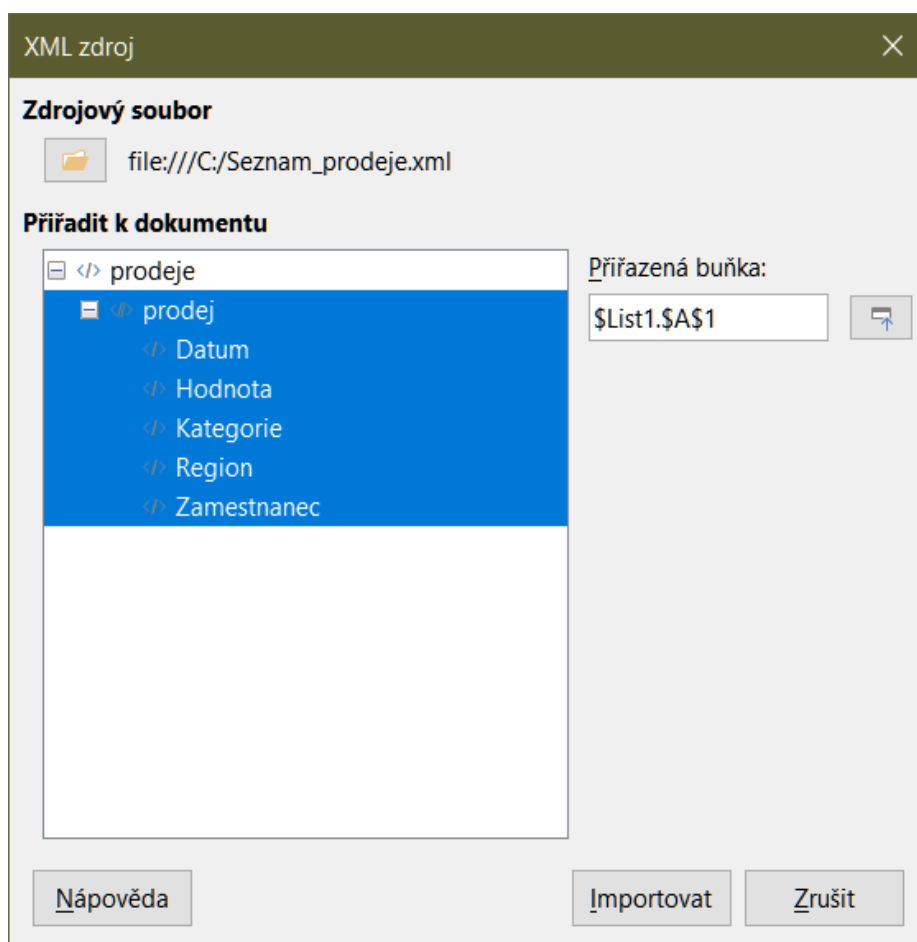 XML zdroj
Zdrojový soubor
file:///C:/Seznam_prodeje.xml
Přiřadit k dokumentu
prodeje
prodej
Datum
Hodnota
Kategorie
Region
Zamestnanec
Přiřazená buňka:
$List1.$A$1
Nápověda
Importovat
Zrušit